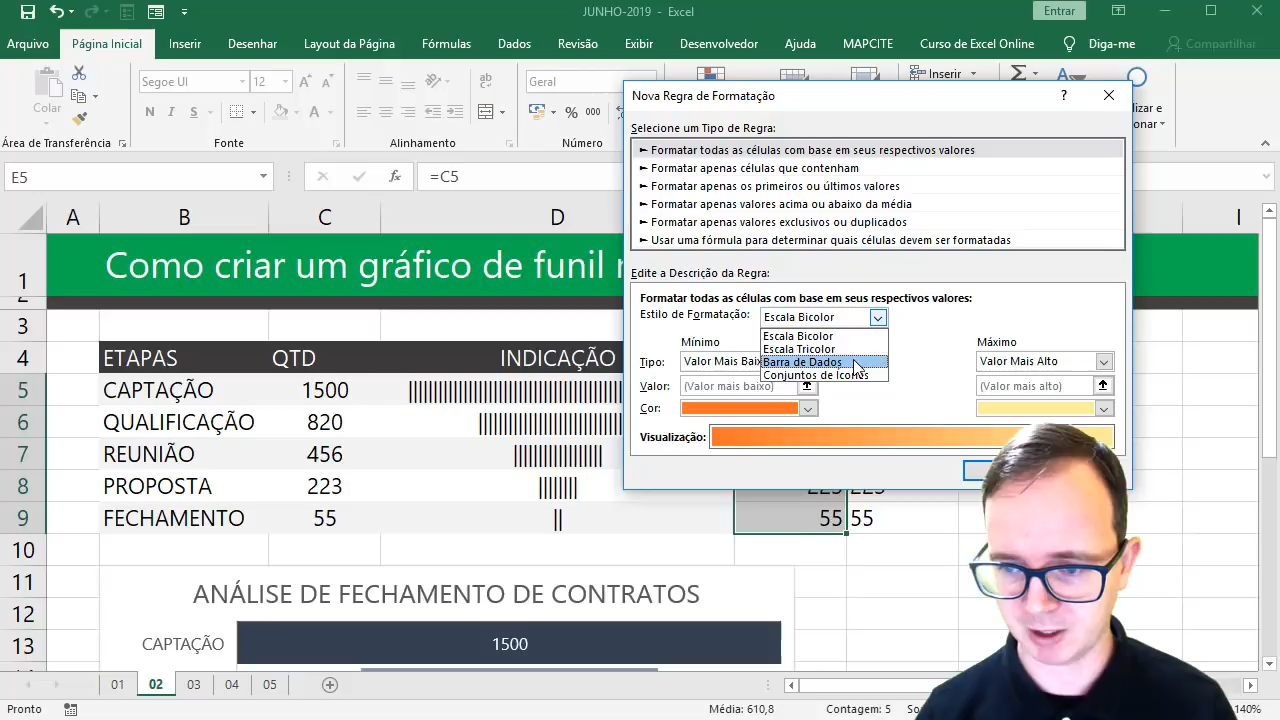 JUNHO-2019 - Excel
Entrar
Arquivo
Página Inicial
Inserir
Desenhar
Layout da Página
Fórmulas
Dados
Revisão
Exibir
Desenvolvedor
Ajuda
MAPCITE
Curso de Excel Online
Diga-me
Compartilhar
Colar
Segoe UI
12
N I S
ab
Geral
% 000
Inserir
Área de Transferência
Fonte
Alinhamento
Número
E5
fx
=C5
Nova Regra de Formatação
?
Selecione um Tipo de Regra:
► Formatar todas as células com base em seus respectivos valores
► Formatar apenas células que contenham
► Formatar apenas os primeiros ou últimos valores
► Formatar apenas valores acima ou abaixo da média
► Formatar apenas valores exclusivos ou duplicados
► Usar uma fórmula para determinar quais células devem ser formatadas
Edite a Descrição da Regra:
Formatar todas as células com base em seus respectivos valores:
Estilo de Formatação: Escala Bicolor
Escala Bicolor
Escala Tricolor
Barra de Dados
Conjuntos de Ícones
Mínimo Máximo
Tipo: Valor Mais Baix Valor Mais Alto
Valor: (Valor mais baixo) (Valor mais alto)
Cor:
Visualização:
A B C D I
1 Como criar um gráfico de funil
2
3
4 ETAPAS QTD INDICAÇÃO
5 CAPTAÇÃO 1500
6 QUALIFICAÇÃO 820
7 REUNIÃO 456 |||||||||||||||||
8 PROPOSTA 223 |||||||| 223 223
9 FECHAMENTO 55 || 55 55
10
11
12
13
ANÁLISE DE FECHAMENTO DE CONTRATOS
CAPTAÇÃO 1500
01 02 03 04 05
Pronto
Média: 610,8
Contagem: 5
140%